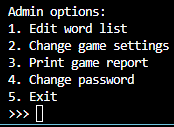 Admin options:
1. Edit word list
2. Change game settings
3. Print game report
4. Change password
5. Exit
>>>